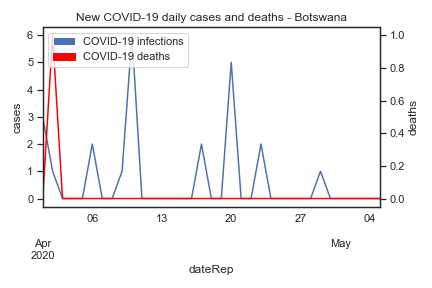 New COVID-19 daily cases and deaths - Botswana
COVID-19 infections
COVID-19 deaths
cases
6
5
4
3
2
1
0
deaths
1.0
0.8
0.6
0.4
0.2
0.0
06
13
20
27
04
Apr
2020
May
dateRep